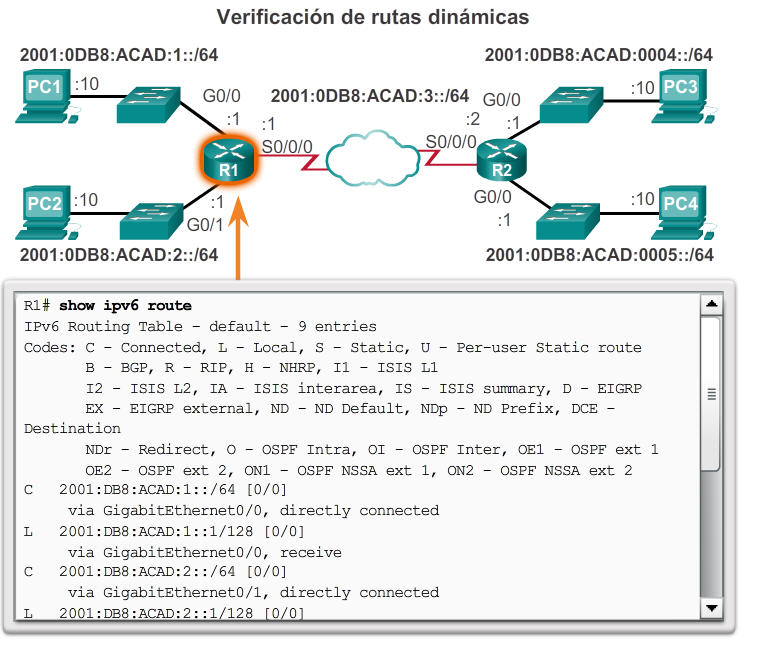 Verificación de rutas dinámicas
2001:0DB8:ACAD:1::/64
2001:0DB8:ACAD:0004::/64
PC1
:10
G0/0
:1
2001:0DB8:ACAD:3::/64
:1
S0/0/0
:2
S0/0/0
G0/0
:1
:10
PC3
R1
R2
PC2
:10
:1
G0/1
G0/0
:1
:10
PC4
2001:0DB8:ACAD:2::/64
2001:0DB8:ACAD:0005::/64
R1# show ipv6 route
IPv6 Routing Table - default - 9 entries
Codes: C - Connected, L - Local, S - Static, U - Per-user Static route
B - BGP, R - RIP, H - NHRP, I1 - ISIS L1
I2 - ISIS L2, IA - ISIS interarea, IS - ISIS summary, D - EIGRP
EX - EIGRP external, ND - ND Default, NDp - ND Prefix, DCE -
Destination
NDr - Redirect, O - OSPF Intra, OI - OSPF Inter, OE1 - OSPF ext 1
OE2 - OSPF ext 2, ON1 - OSPF NSSA ext 1, ON2 - OSPF NSSA ext 2
C 2001:DB8:ACAD:1::/64 [0/0]
via GigabitEthernet0/0, directly connected
L 2001:DB8:ACAD:1::1/128 [0/0]
via GigabitEthernet0/0, receive
C 2001:DB8:ACAD:2::/64 [0/0]
via GigabitEthernet0/1, directly connected
L 2001:DB8:ACAD:2::1/128 [0/0]